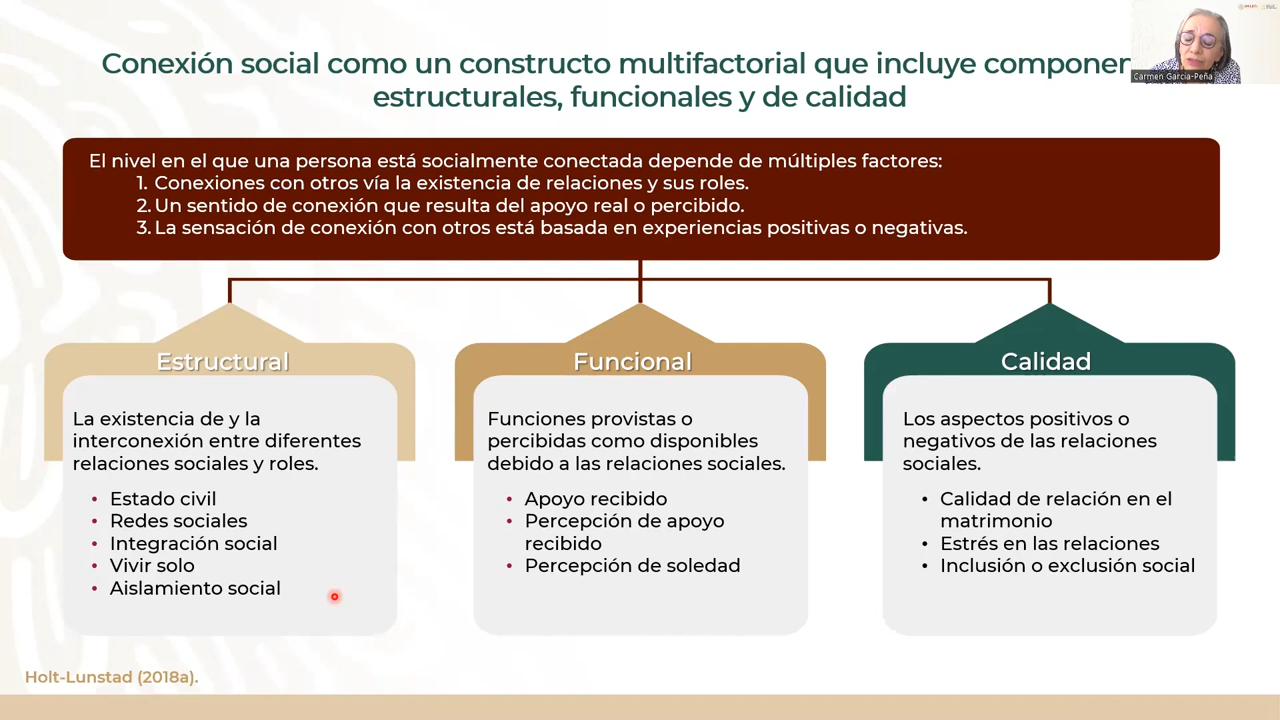 Conexión social como un constructo multifactorial que incluye componen
estructurales, funcionales y de calidad
Carmen García-Peña
El nivel en el que una persona está socialmente conectada depende de múltiples factores:
1. Conexiones con otros vía la existencia de relaciones y sus roles.
2. Un sentido de conexión que resulta del apoyo real o percibido.
3. La sensación de conexión con otros está basada en experiencias positivas o negativas.
Estructural
La existencia de y la
interconexión entre diferentes
relaciones sociales y roles.
• Estado civil
• Redes sociales
• Integración social
• Vivir solo
• Aislamiento social
Funcional
Funciones provistas o
percibidas como disponibles
debido a las relaciones sociales.
• Apoyo recibido
• Percepción de apoyo
recibido
• Percepción de soledad
Calidad
Los aspectos positivos o
negativos de las relaciones
sociales.
• Calidad de relación en el
matrimonio
• Estrés en las relaciones
• Inclusión o exclusión social
Holt-Lunstad (2018a).